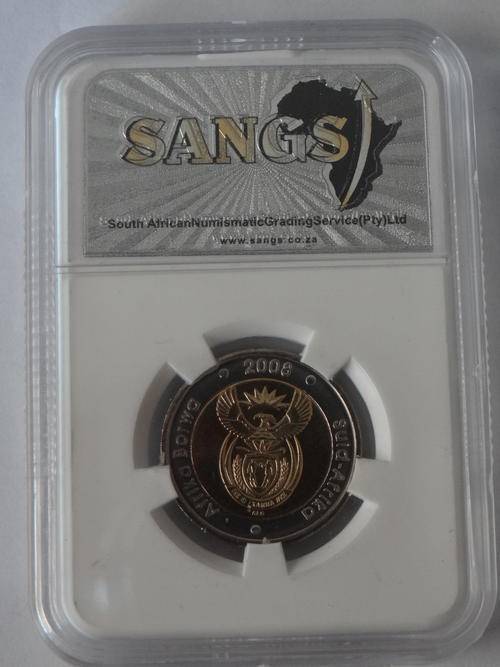 SANGS
South AfricanNumismaticGradingService(Pty)Ltd
www.sangs.co.za
2008
Afrika Borwa
Suid-Afrika